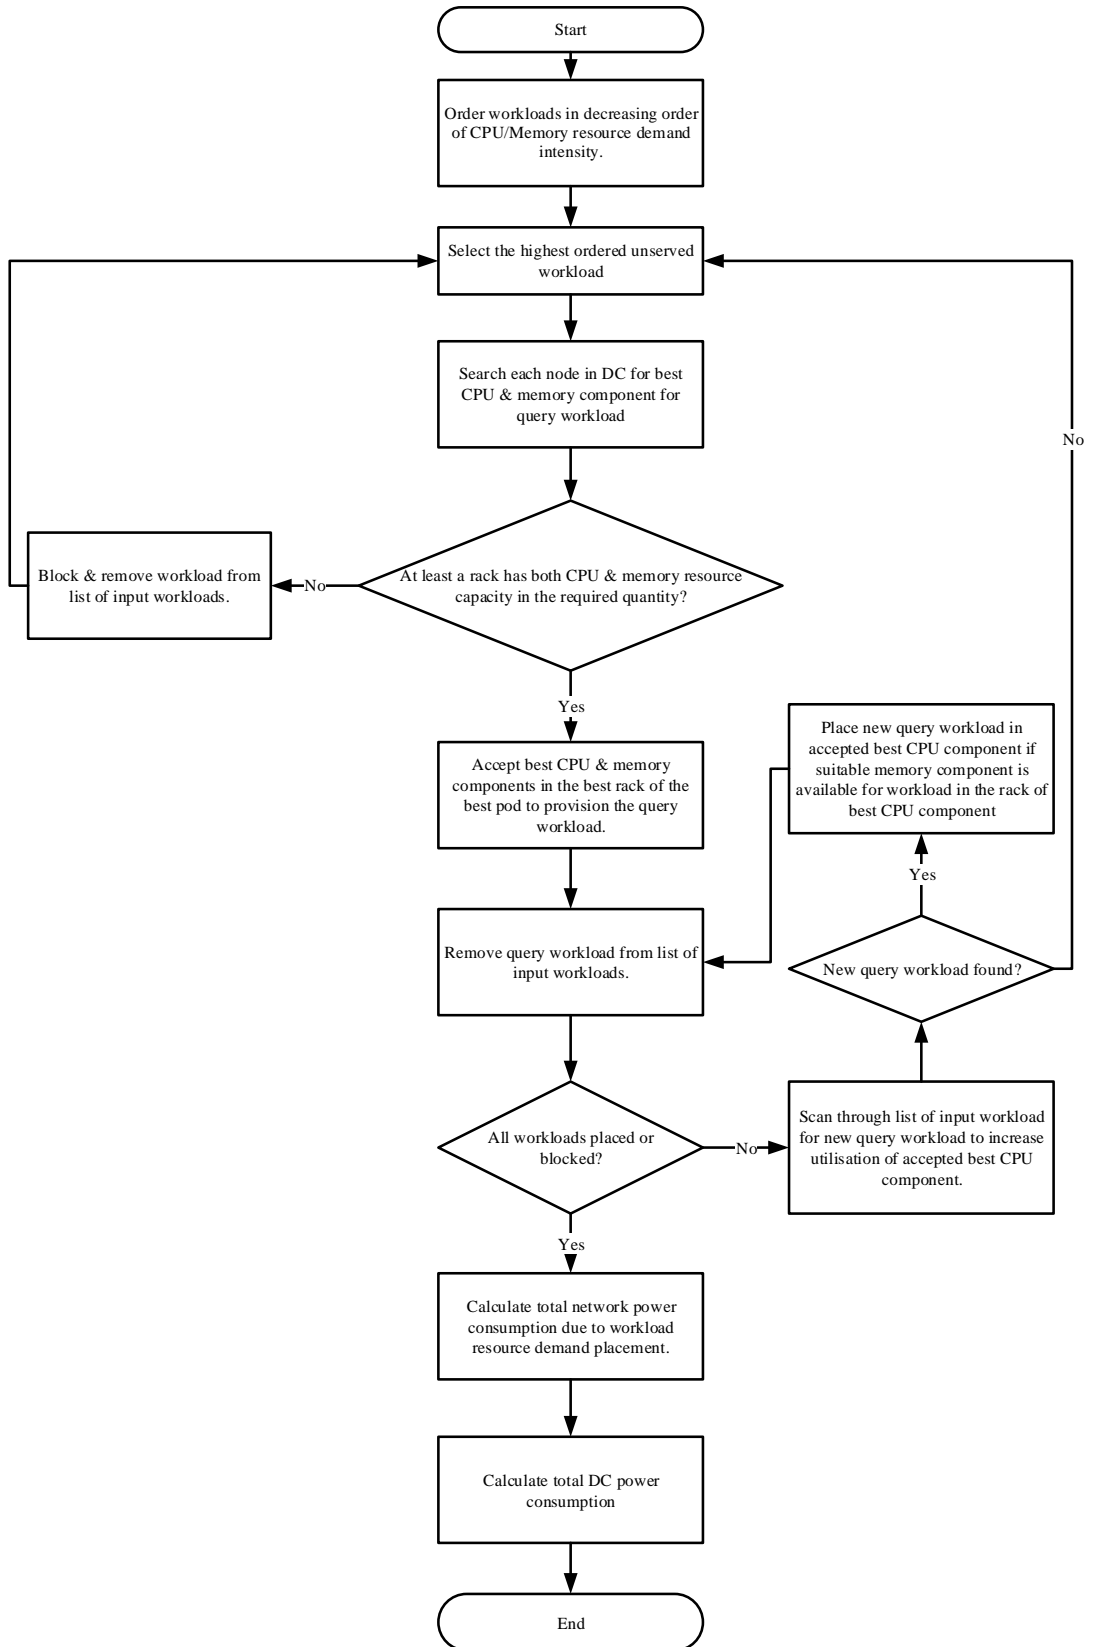 Start
Order workloads in decreasing order
of CPU/Memory resource demand
intensity.
Select the highest ordered unserved
workload
Search each node in DC for best
CPU & memory component for
query workload
No
At least a rack has both CPU & memory resource
capacity in the required quantity?
No
Block & remove workload from
list of input workloads.
Yes
Accept best CPU & memory
components in the best rack of the
best pod to provision the query
workload.
Place new query workload in
accepted best CPU component if
suitable memory component is
available for workload in the rack of
best CPU component
Yes
Remove query workload from list of
input workloads.
New query workload found?
All workloads placed or
blocked?
No
Scan through list of input workload
for new query workload to increase
utilisation of accepted best CPU
component.
Yes
Calculate total network power
consumption due to workload
resource demand placement.
Calculate total DC power
consumption
End